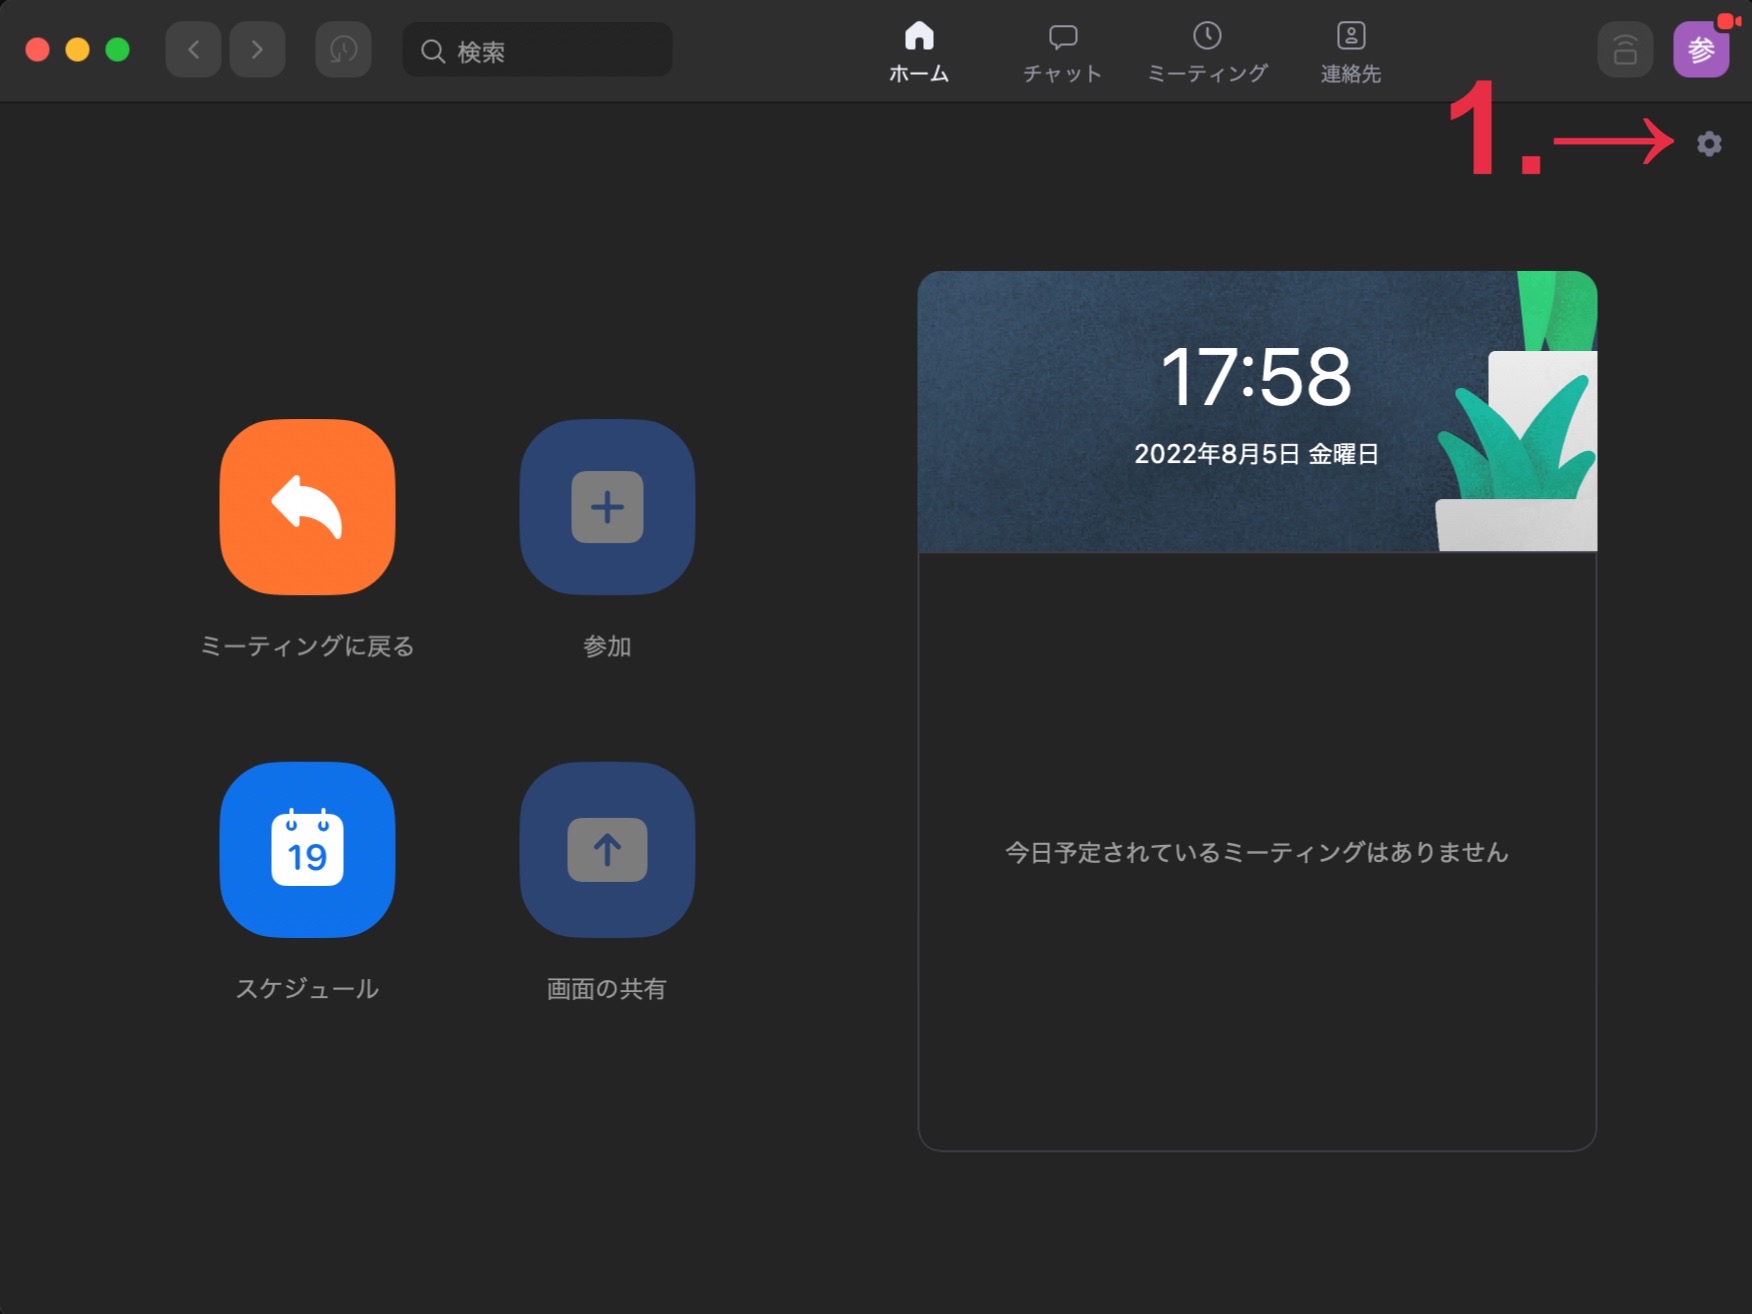 検索
ホーム
チャット
ミーティング
連絡先
参
1.→
17:58
2022年8月5日 金曜日
ミーティングに戻る
参加
19
スケジュール
画面の共有
今日予定されているミーティングはありません